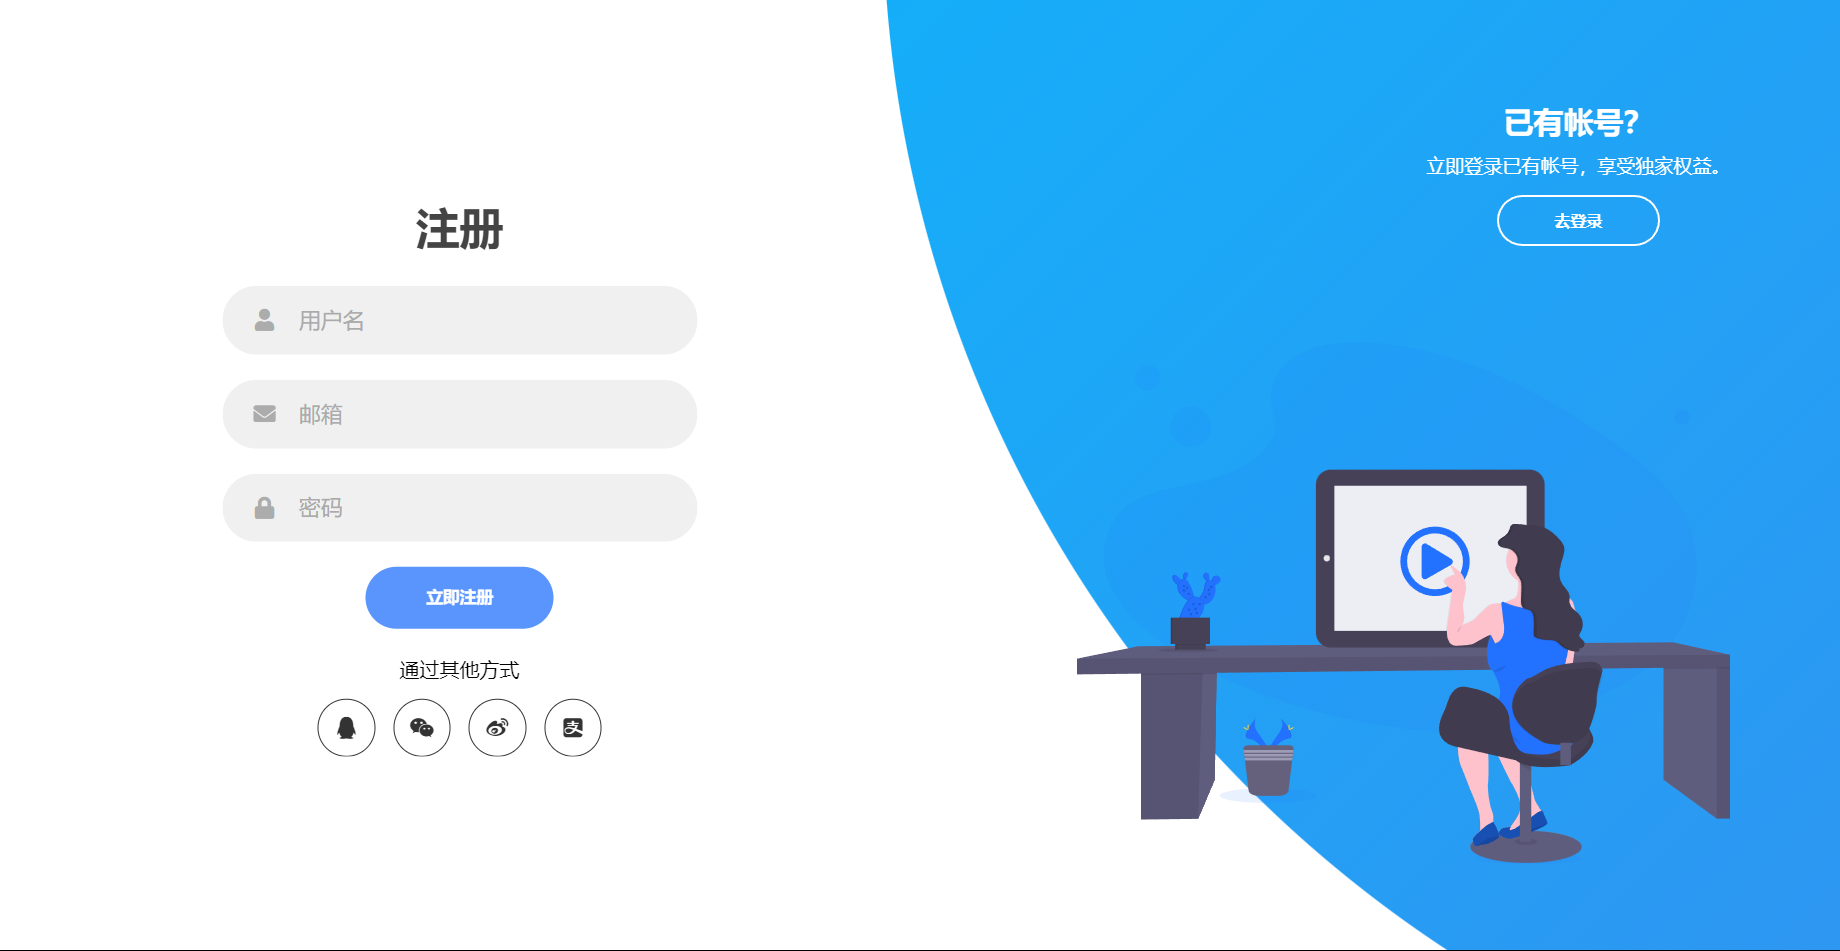 注册
用户名
邮箱
密码
立即注册
通过其他方式
支
已有帐号？
立即登录已有帐号，享受独家权益。
去登录